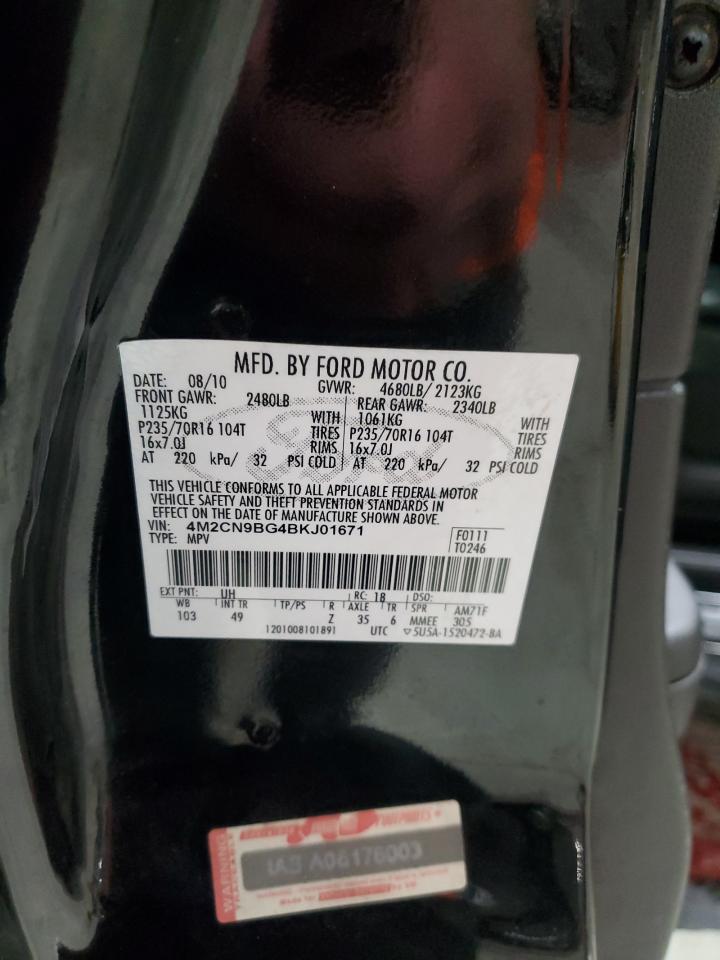 MFD. BY FORD MOTOR CO.
DATE: 08/10 GVWR: 4680LB/ 2123KG
FRONT GAWR: 2480LB REAR GAWR: 2340LB
1125KG WITH 1061KG WITH
P235/70R16 104T TIRES P235/70R16 104T TIRES
16x7.0J RIMS 16x7.0J RIMS
AT 220 kPa/ 32 PSI COLD AT 220 kPa/ 32 PSI COLD
THIS VEHICLE CONFORMS TO ALL APPLICABLE FEDERAL MOTOR
VEHICLE SAFETY AND THEFT PREVENTION STANDARDS IN
EFFECT ON THE DATE OF MANUFACTURE SHOWN ABOVE.
VIN: 4M2CN9BG4BKJ01671 F0111
TYPE: MPV T0246
EXT PNT: UH RC: 18 DSO:
WB INT TR TP/PS R AXLE TR SPR AM71F
103 49 Z 35 6 MMEE 305
1201008101891 UTC ▽5U5A-1520472-BA
WARNING
IAS A06176003